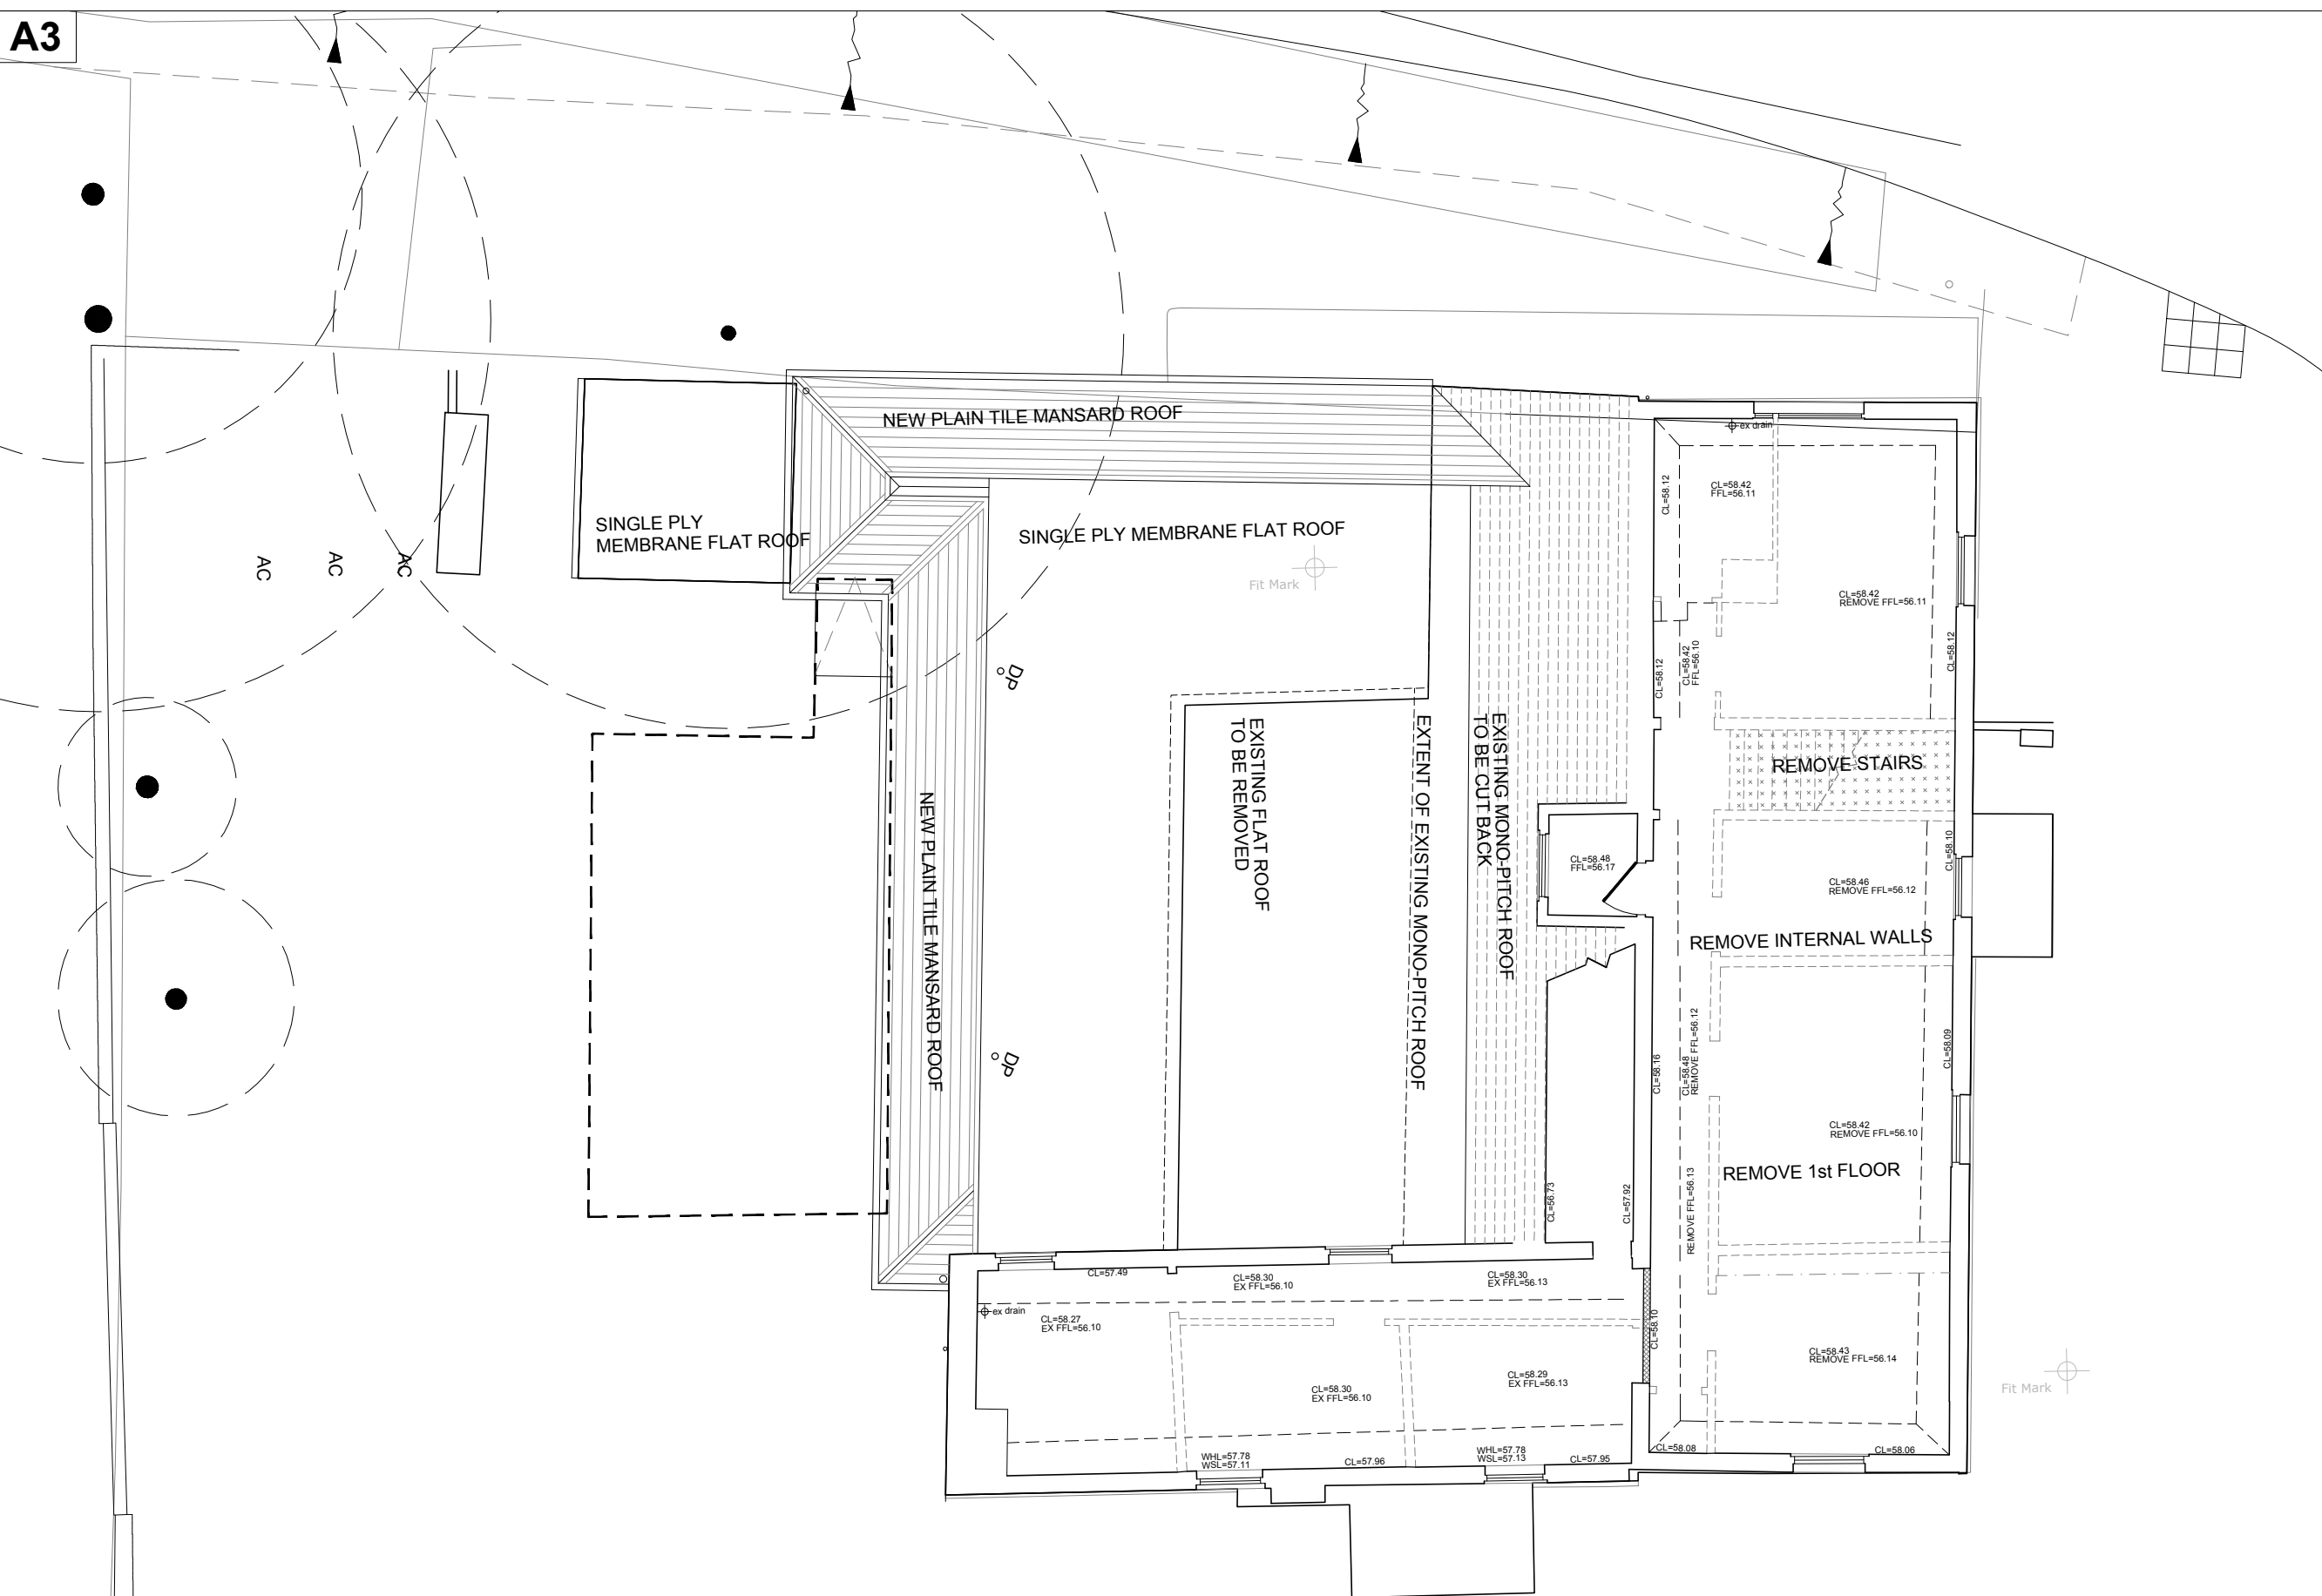 A3
NEW PLAIN TILE MANSARD ROOF
ex drain
CL=58.12
CL=58.42
FFL=56.11
SINGLE PLY
MEMBRANE FLAT ROOF
SINGLE PLY MEMBRANE FLAT ROOF
AC
AC
AC
Fit Mark
CL=58.42
REMOVE FFL=56.11
CL=58.12
CL=58.42
FFL=56.10
CL=58.12
DP
EXISTING FLAT ROOF
TO BE REMOVED
EXTENT OF EXISTING MONO-PITCH ROOF
EXISTING MONO-PITCH ROOF
TO BE CUT BACK
REMOVE STAIRS
NEW PLAIN TILE MANSARD ROOF
CL=58.48
FFL=56.17
CL=58.10
CL=58.46
REMOVE FFL=56.12
REMOVE INTERNAL WALLS
DP
CL=58.16
CL=58.48
REMOVE FFL=56.12
CL=58.09
CL=58.42
REMOVE FFL=56.10
REMOVE 1st FLOOR
CL=56.73
CL=57.92
REMOVE FFL=56.13
CL=57.49
CL=58.30
EX FFL=56.10
CL=58.30
EX FFL=56.13
ex drain
CL=58.27
EX FFL=56.10
CL=58.10
CL=58.43
REMOVE FFL=56.14
CL=58.30
EX FFL=56.10
CL=58.29
EX FFL=56.13
Fit Mark
WHL=57.78
WSL=57.11
CL=57.96
WHL=57.78
WSL=57.13
CL=57.95
CL=58.08
CL=58.06